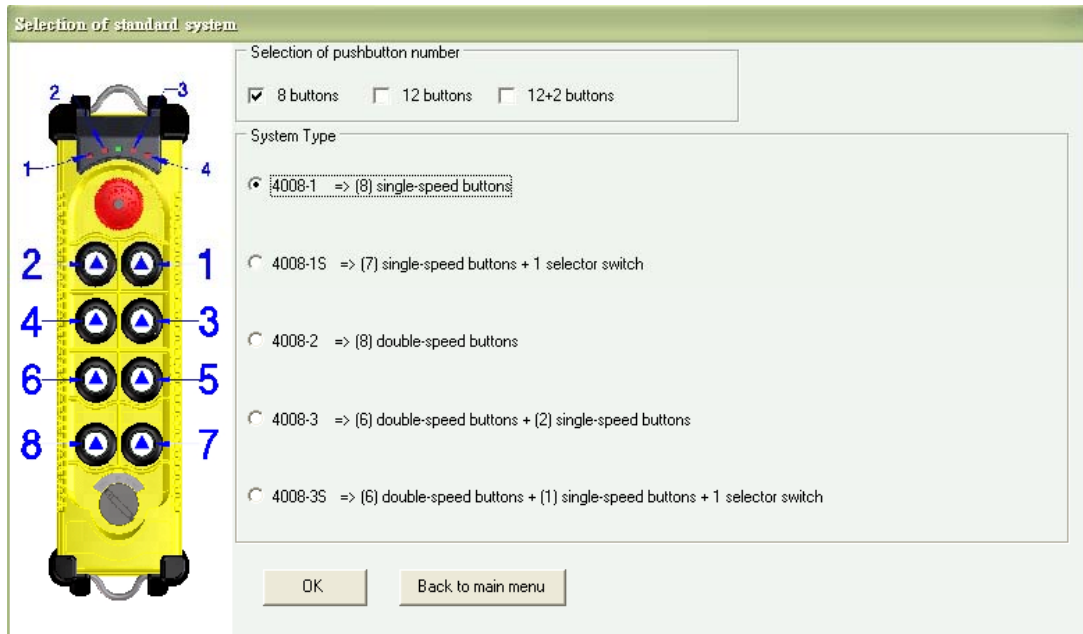 Selection of standard system
Selection of pushbutton number
8 buttons 12 buttons 12+2 buttons
System Type
4008-1 => (8) single-speed buttons
4008-1S => (7) single-speed buttons + 1 selector switch
4008-2 => (8) double-speed buttons
4008-3 => (6) double-speed buttons + (2) single-speed buttons
4008-3S => (6) double-speed buttons + (1) single-speed buttons + 1 selector switch
OK Back to main menu
2 3
1 4
2 1
4 3
6 5
8 7